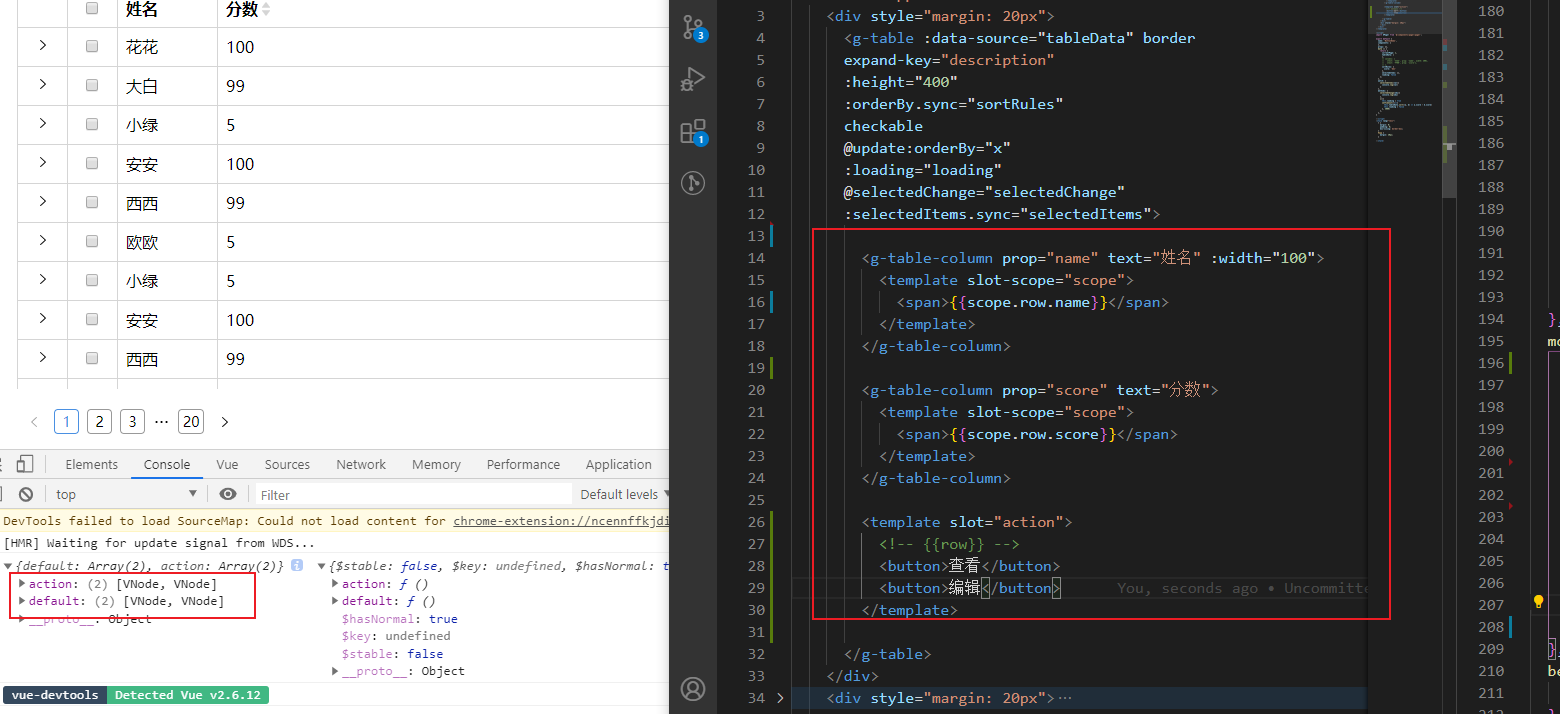 姓名 分数
花花 100
大白 99
小绿 5
安安 100
西西 99
欧欧 5
小绿 5
安安 100
西西 99
1 2 3 ··· 20
Elements Console Vue Sources Network Memory Performance Application
top Filter Default levels
DevTools failed to load SourceMap: Could not load content for chrome-extension://ncennffkjdi
[HMR] Waiting for update signal from WDS...
{default: Array(2), action: Array(2)} {$stable: false, $key: undefined, $hasNormal: t
action: (2) [VNode, VNode] action: ƒ ()
default: (2) [VNode, VNode] default: ƒ ()
__proto__: Object $hasNormal: true
$key: undefined
$stable: false
__proto__: Object
vue-devtools Detected Vue v2.6.12
3
1
3 <div style="margin: 20px">
4 <g-table :data-source="tableData" border
5 expand-key="description"
6 :height="400"
7 :orderBy.sync="sortRules"
8 checkable
9 @update:orderBy="x"
10 :loading="loading"
11 @selectedChange="selectedChange"
12 :selectedItems.sync="selectedItems">
13
14 <g-table-column prop="name" text="姓名" :width="100">
15 <template slot-scope="scope">
16 <span>{{scope.row.name}}</span>
17 </template>
18 </g-table-column>
19
20 <g-table-column prop="score" text="分数">
21 <template slot-scope="scope">
22 <span>{{scope.row.score}}</span>
23 </template>
24 </g-table-column>
25
26 <template slot="action">
27 <!-- {{row}} -->
28 <button>查看</button>
29 <button>编辑</button> You, seconds ago • Uncommitte
30 </template>
31
32 </g-table>
33 </div>
34 <div style="margin: 20px">···
180
181
182
183
184
185
186
187
188
189
190
191
192
193
194 }
195 mo
196
197
198
199
200
201
202
203
204
205
206
207
208
209 }
210 be
211